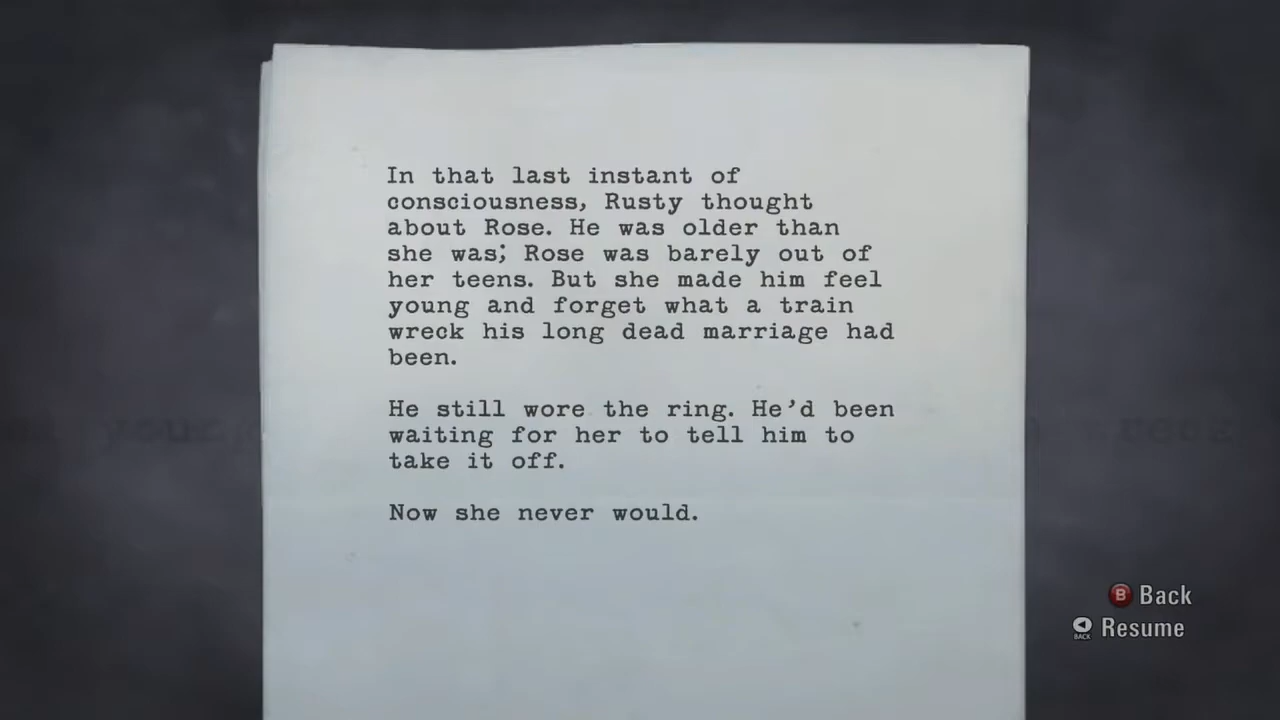 In that last instant of
consciousness, Rusty thought
about Rose. He was older than
she was; Rose was barely out of
her teens. But she made him feel
young and forget what a train
wreck his long dead marriage had
been.
He still wore the ring. He'd been
waiting for her to tell him to
take it off.
Now she never would.
B Back
BACK Resume